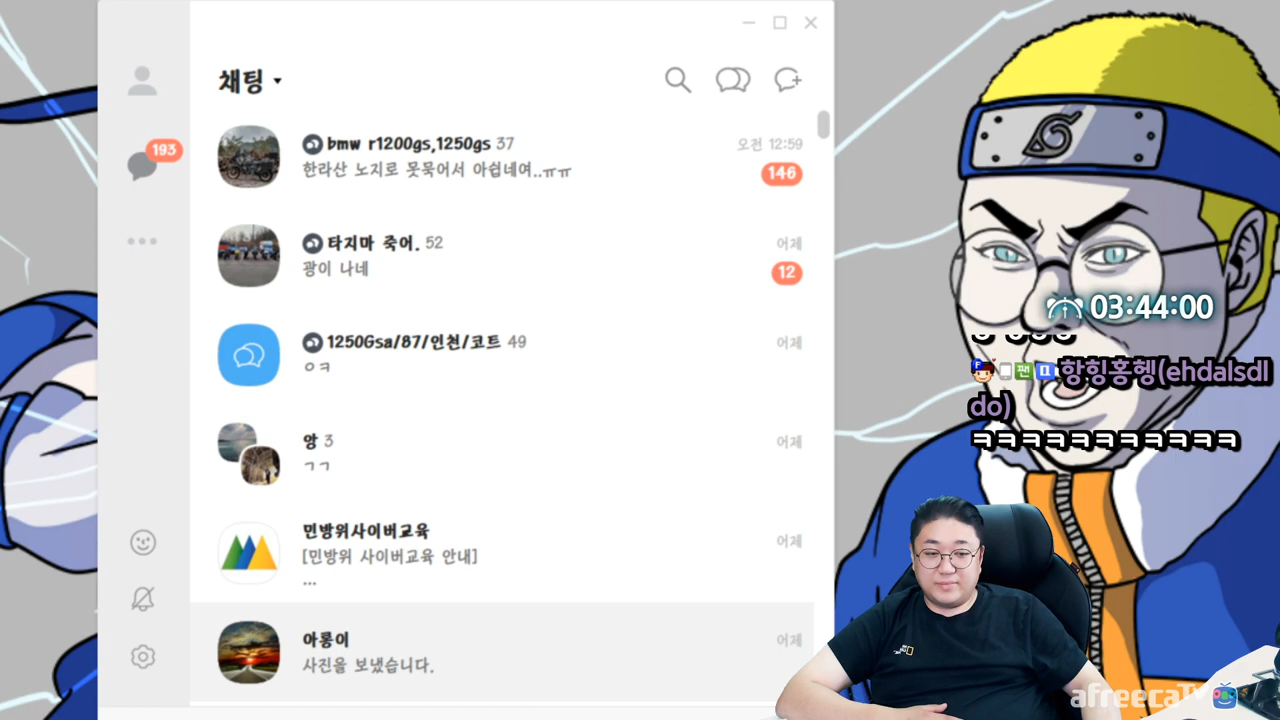 채팅
193
bmw r1200gs,1250gs 37
오전 12:59
한라산 노지로 못묵어서 아쉽네여..ㅠㅠ
146
타지마 죽어. 52
어제
광이 나네
12
1250Gsa/87/인천/코트 49
어제
ㅇㅋ
앙 3
어제
ㄱㄱ
민방위사이버교육
어제
[민방위 사이버교육 안내]
...
아롱이
어제
사진을 보냈습니다.
03:44:00
F 팬 항힝홍헹(ehdalsdl
do)
ㅋㅋㅋㅋㅋㅋㅋㅋㅋㅋㅋ
afreecaTV